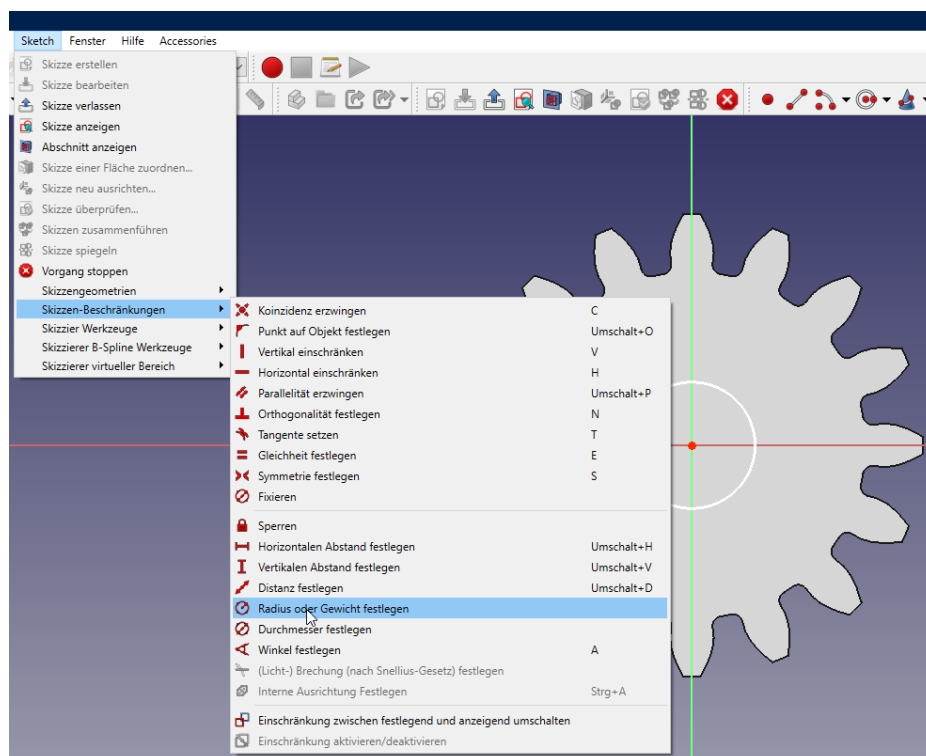 Sketch Fenster Hilfe Accessories
Skizze erstellen
Skizze bearbeiten
Skizze verlassen
Skizze anzeigen
Abschnitt anzeigen
Skizze einer Fläche zuordnen...
Skizze neu ausrichten...
Skizze überprüfen...
Skizzen zusammenführen
Skizze spiegeln
Vorgang stoppen
Skizzengeometrien
Skizzen-Beschränkungen
Skizzier Werkzeuge
Skizzierer B-Spline Werkzeuge
Skizzierer virtueller Bereich
Koinzidenz erzwingen C
Punkt auf Objekt festlegen Umschalt+O
Vertikal einschränken V
Horizontal einschränken H
Parallelität erzwingen Umschalt+P
Orthogonalität festlegen N
Tangente setzen T
Gleichheit festlegen E
Symmetrie festlegen S
Fixieren
Sperren
Horizontalen Abstand festlegen Umschalt+H
Vertikalen Abstand festlegen Umschalt+V
Distanz festlegen Umschalt+D
Radius oder Gewicht festlegen
Durchmesser festlegen
Winkel festlegen A
(Licht-) Brechung (nach Snellius-Gesetz) festlegen
Interne Ausrichtung Festlegen Strg+A
Einschränkung zwischen festlegend und anzeigend umschalten
Einschränkung aktivieren/deaktivieren